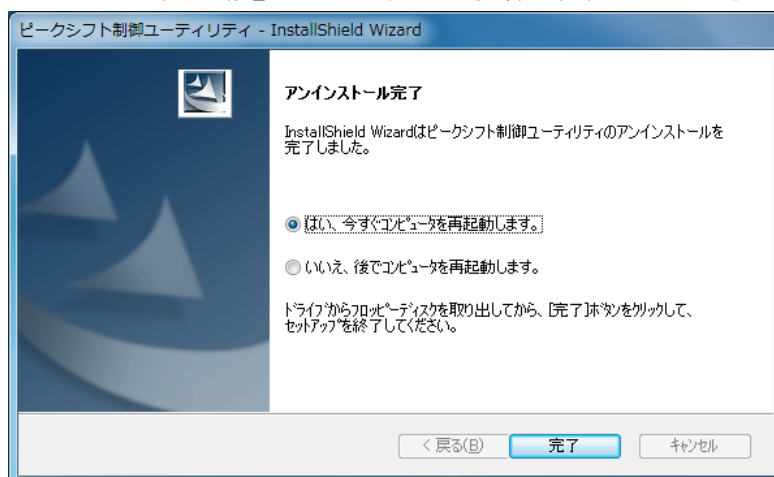 ピークシフト制御ユーティリティ - InstallShield Wizard
アンインストール完了
InstallShield Wizardはピークシフト制御ユーティリティのアンインストールを
完了しました。
はい、今すぐコンピュータを再起動します。
いいえ、後でコンピュータを再起動します。
ドライブからフロッピーディスクを取り出してから、[完了]ボタンをクリックして、
セットアップを終了してください。
< 戻る(B) 完了 キャンセル